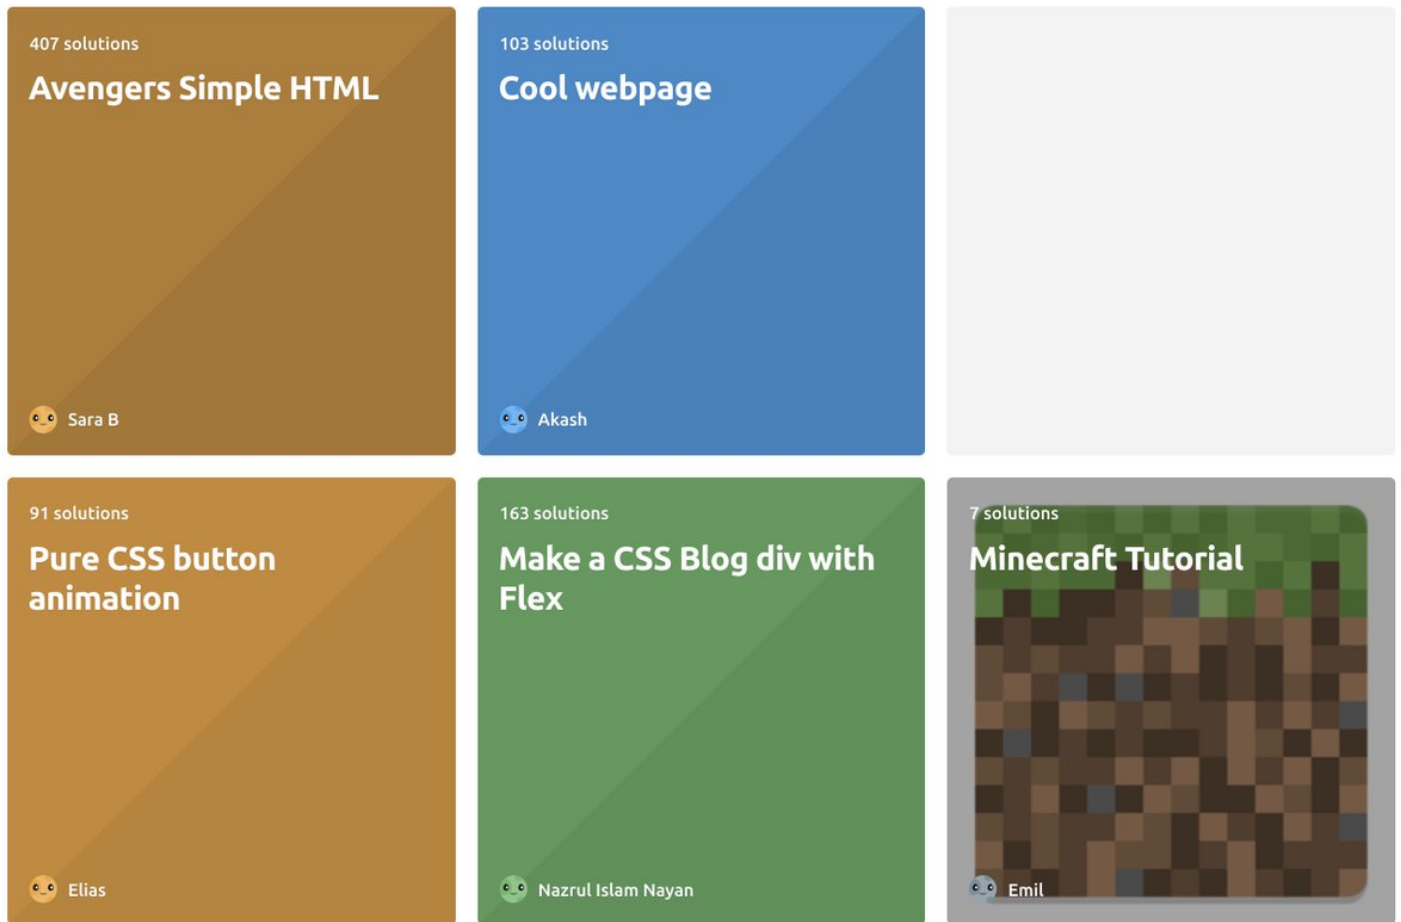 407 solutions
Avengers Simple HTML
Sara B
103 solutions
Cool webpage
Akash
91 solutions
Pure CSS button
animation
Elias
163 solutions
Make a CSS Blog div with
Flex
Nazrul Islam Nayan
7 solutions
Minecraft Tutorial
Emil